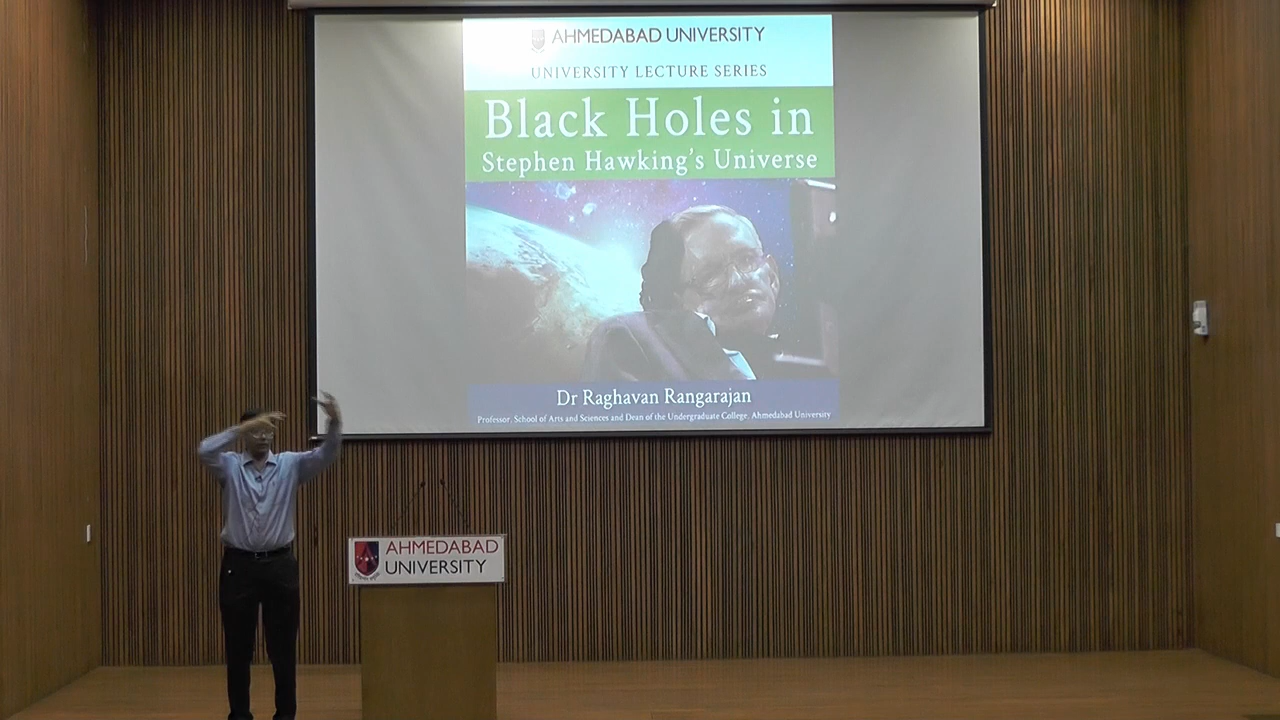 AHMEDABAD UNIVERSITY
UNIVERSITY LECTURE SERIES
Black Holes in
Stephen Hawking's Universe
Dr Raghavan Rangarajan
Professor, School of Arts and Sciences and Dean of the Undergraduate College, Ahmedabad University
AHMEDABAD
UNIVERSITY